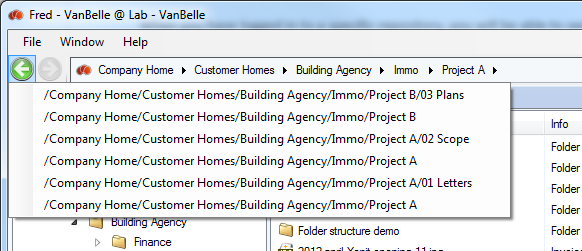 Fred - VanBelle @ Lab - VanBelle
File Window Help
Company Home Customer Homes Building Agency Immo Project A
/Company Home/Customer Homes/Building Agency/Immo/Project B/03 Plans
/Company Home/Customer Homes/Building Agency/Immo/Project B
/Company Home/Customer Homes/Building Agency/Immo/Project A/02 Scope
/Company Home/Customer Homes/Building Agency/Immo/Project A
/Company Home/Customer Homes/Building Agency/Immo/Project A/01 Letters
/Company Home/Customer Homes/Building Agency/Immo/Project A
Info
Folder
Folder
Folder
Folder
Building Agency
Folder structure demo Folder
Finance